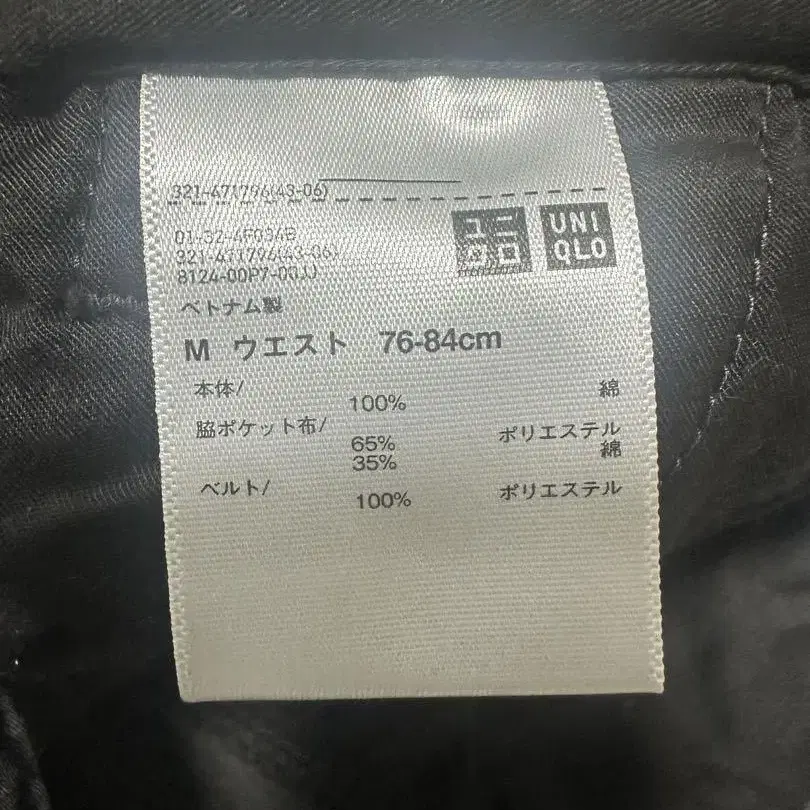 321-471796(43-06)
01-32-4F034B
321-471796(43-06)
8124-00P7-00JJ
ユニ
クロ
UNI
QLO
ベトナム製
M ウエスト 76-84cm
本体/
100% 綿
脇ポケット布/
65% ポリエステル
35% 綿
ベルト/
100% ポリエステル